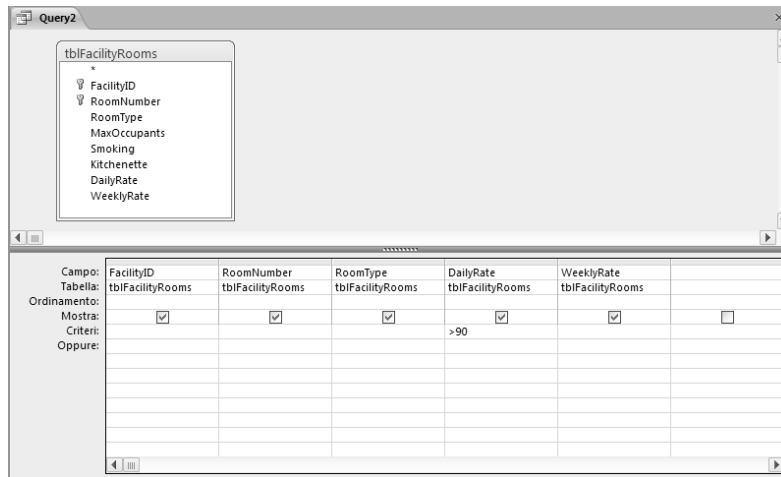 Query2
tblFacilityRooms
*
FacilityID
RoomNumber
RoomType
MaxOccupants
Smoking
Kitchenette
DailyRate
WeeklyRate
Campo: FacilityID RoomNumber RoomType DailyRate WeeklyRate
Tabella: tblFacilityRooms tblFacilityRooms tblFacilityRooms tblFacilityRooms tblFacilityRooms
Ordinamento:
Mostra:
Criteri: >90
Oppure: